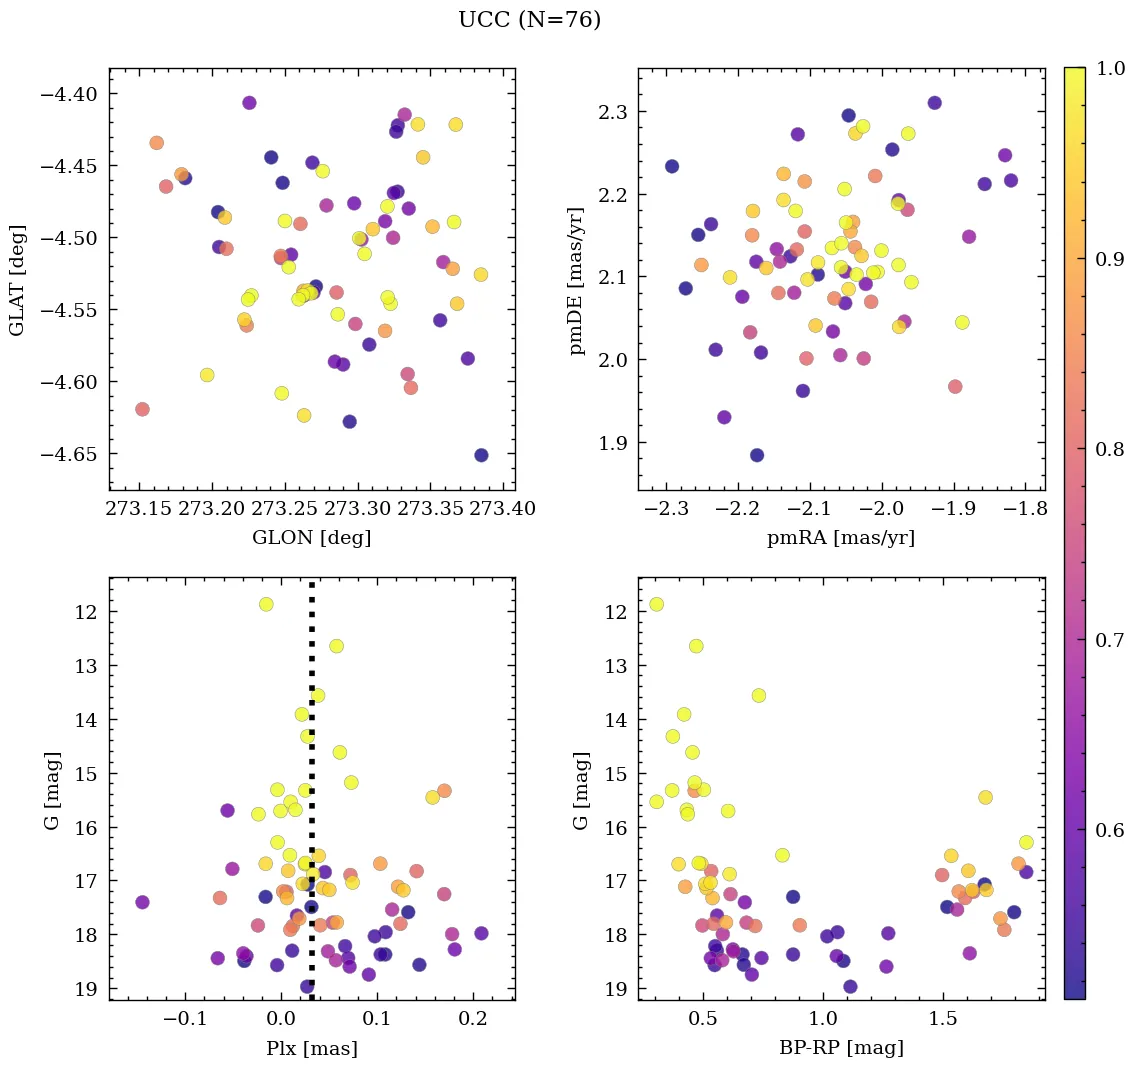 UCC (N=76)
−4.40
−4.45
−4.50
−4.55
−4.60
−4.65
GLAT [deg]
273.15 273.20 273.25 273.30 273.35 273.40
GLON [deg]
2.3
2.2
2.1
2.0
1.9
pmDE [mas/yr]
−2.3 −2.2 −2.1 −2.0 −1.9 −1.8
pmRA [mas/yr]
12
13
14
15
16
17
18
19
G [mag]
−0.1 0.0 0.1 0.2
Plx [mas]
12
13
14
15
16
17
18
19
G [mag]
0.5 1.0 1.5
BP-RP [mag]
1.0
0.9
0.8
0.7
0.6